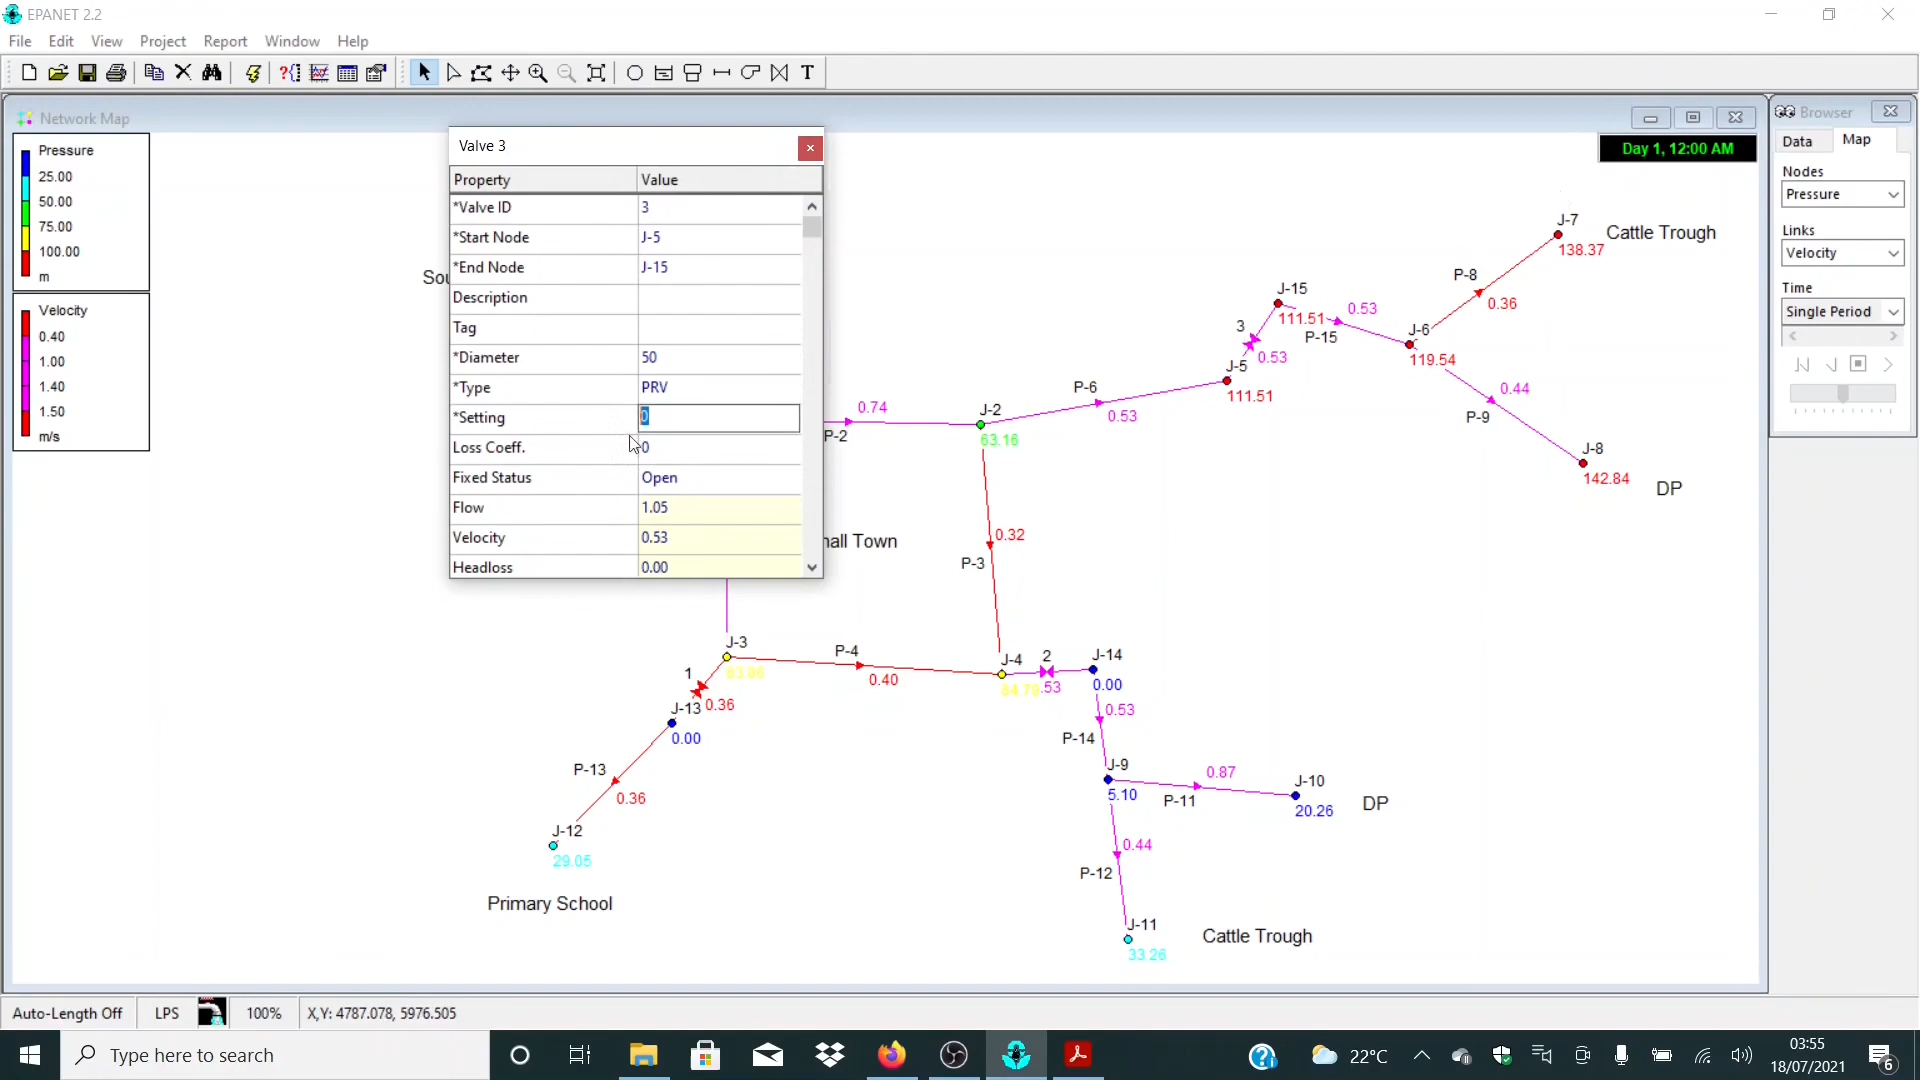 EPANET 2.2
File Edit View Project Report Window Help
Network Map
Day 1, 12:00 AM
Pressure
25.00
50.00
75.00
100.00
m
Velocity
0.40
1.00
1.40
1.50
m/s
Valve 3
Property Value
*Valve ID 3
*Start Node J-5
*End Node J-15
Description
Tag
*Diameter 50
*Type PRV
*Setting 0
Loss Coeff. 0
Fixed Status Open
Flow 1.05
Velocity 0.53
Headloss 0.00
Sou
J-7
Cattle Trough
138.37
P-8
0.36
J-15
111.51
0.53
P-15
3
0.53
J-6
119.54
J-5
111.51
0.44
P-9
P-6
0.53
J-2
63.16
0.74
P-2
J-8
142.84
DP
0.32
P-3
nall Town
J-3
P-4
0.40
J-4
2
.53
J-14
0.00
1
0.36
J-13
0.00
0.53
P-14
P-13
0.36
J-9
5.10
0.87
P-11
J-10
20.26
DP
J-12
29.05
0.44
P-12
Primary School
J-11
33.26
Cattle Trough
Browser
Data Map
Nodes
Pressure
Links
Velocity
Time
Single Period
Auto-Length Off LPS 100% X,Y: 4787.078, 5976.505
Type here to search
22°C
03:55
18/07/2021
6